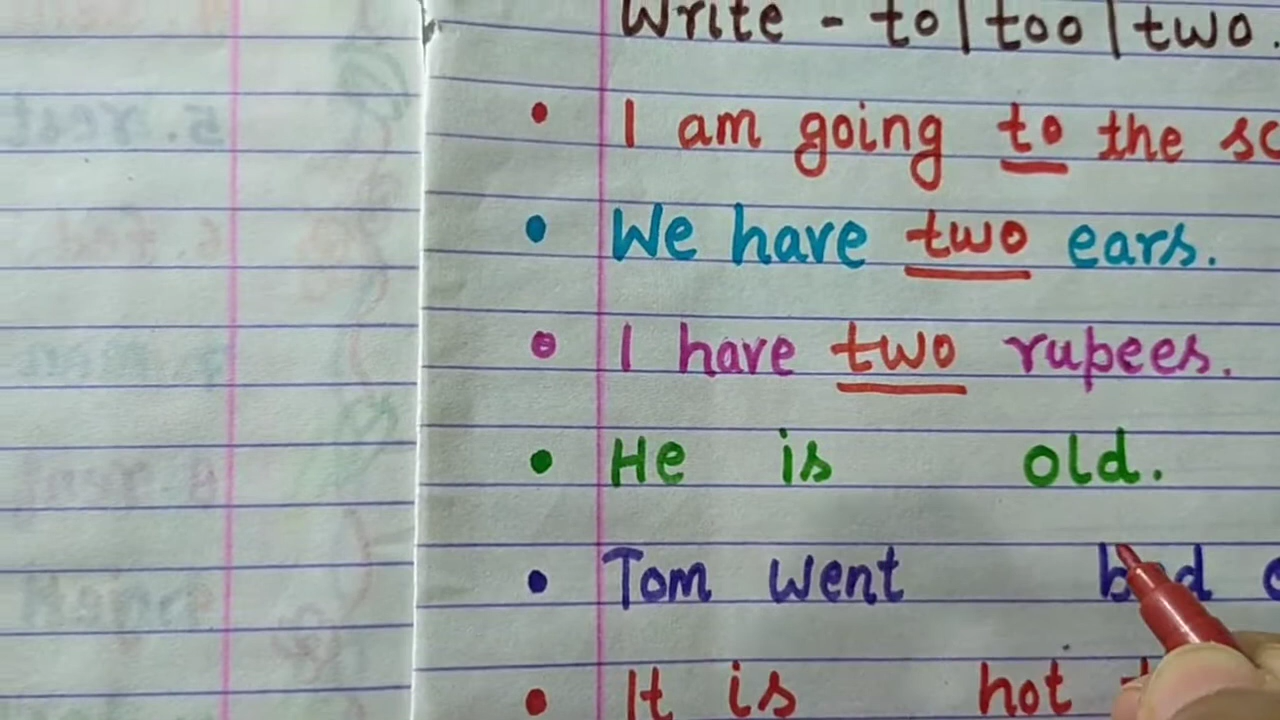 Write - to | too | two.
• I am going to the
• We have two ears.
• I have two rupees.
• He is old.
• Tom went bed
• It is hot